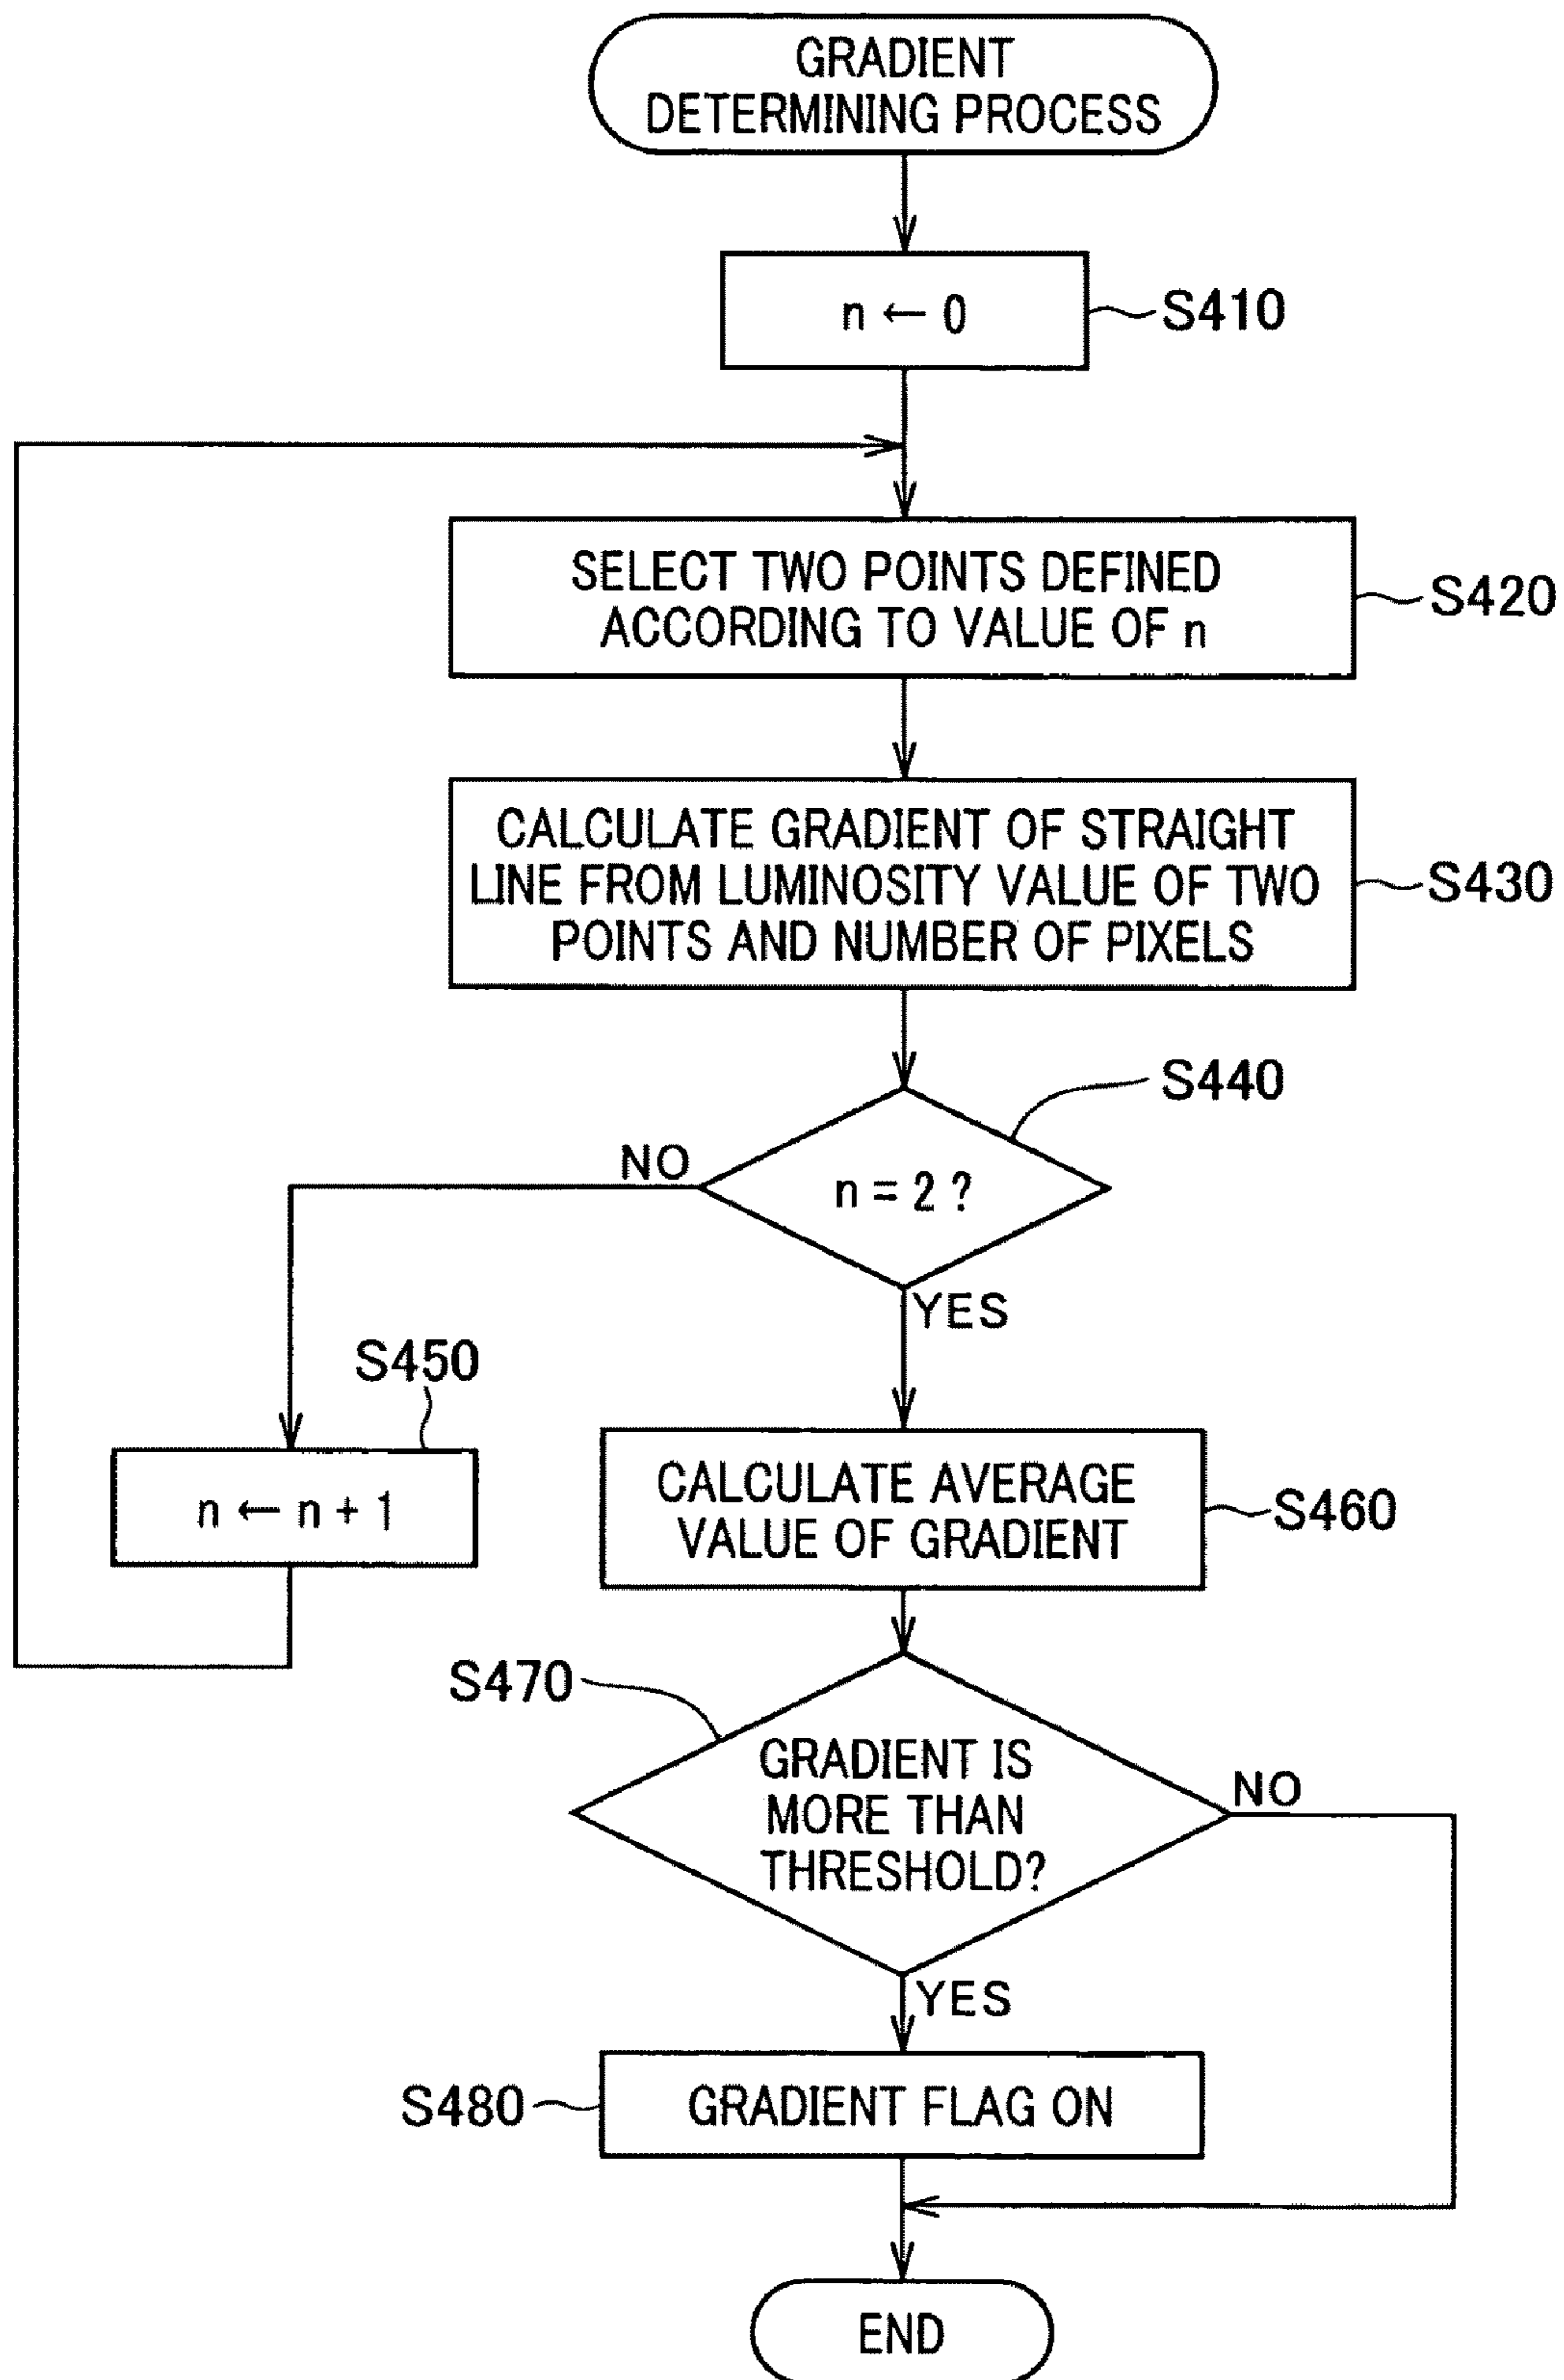 GRADIENT
DETERMINING PROCESS
n ← 0
S410
SELECT TWO POINTS DEFINED
ACCORDING TO VALUE OF n
S420
CALCULATE GRADIENT OF STRAIGHT
LINE FROM LUMINOSITY VALUE OF TWO
POINTS AND NUMBER OF PIXELS
S430
S440
NO
n = 2 ?
YES
S450
n ← n + 1
CALCULATE AVERAGE
VALUE OF GRADIENT
S460
S470
GRADIENT IS
MORE THAN
THRESHOLD?
NO
YES
S480
GRADIENT FLAG ON
END